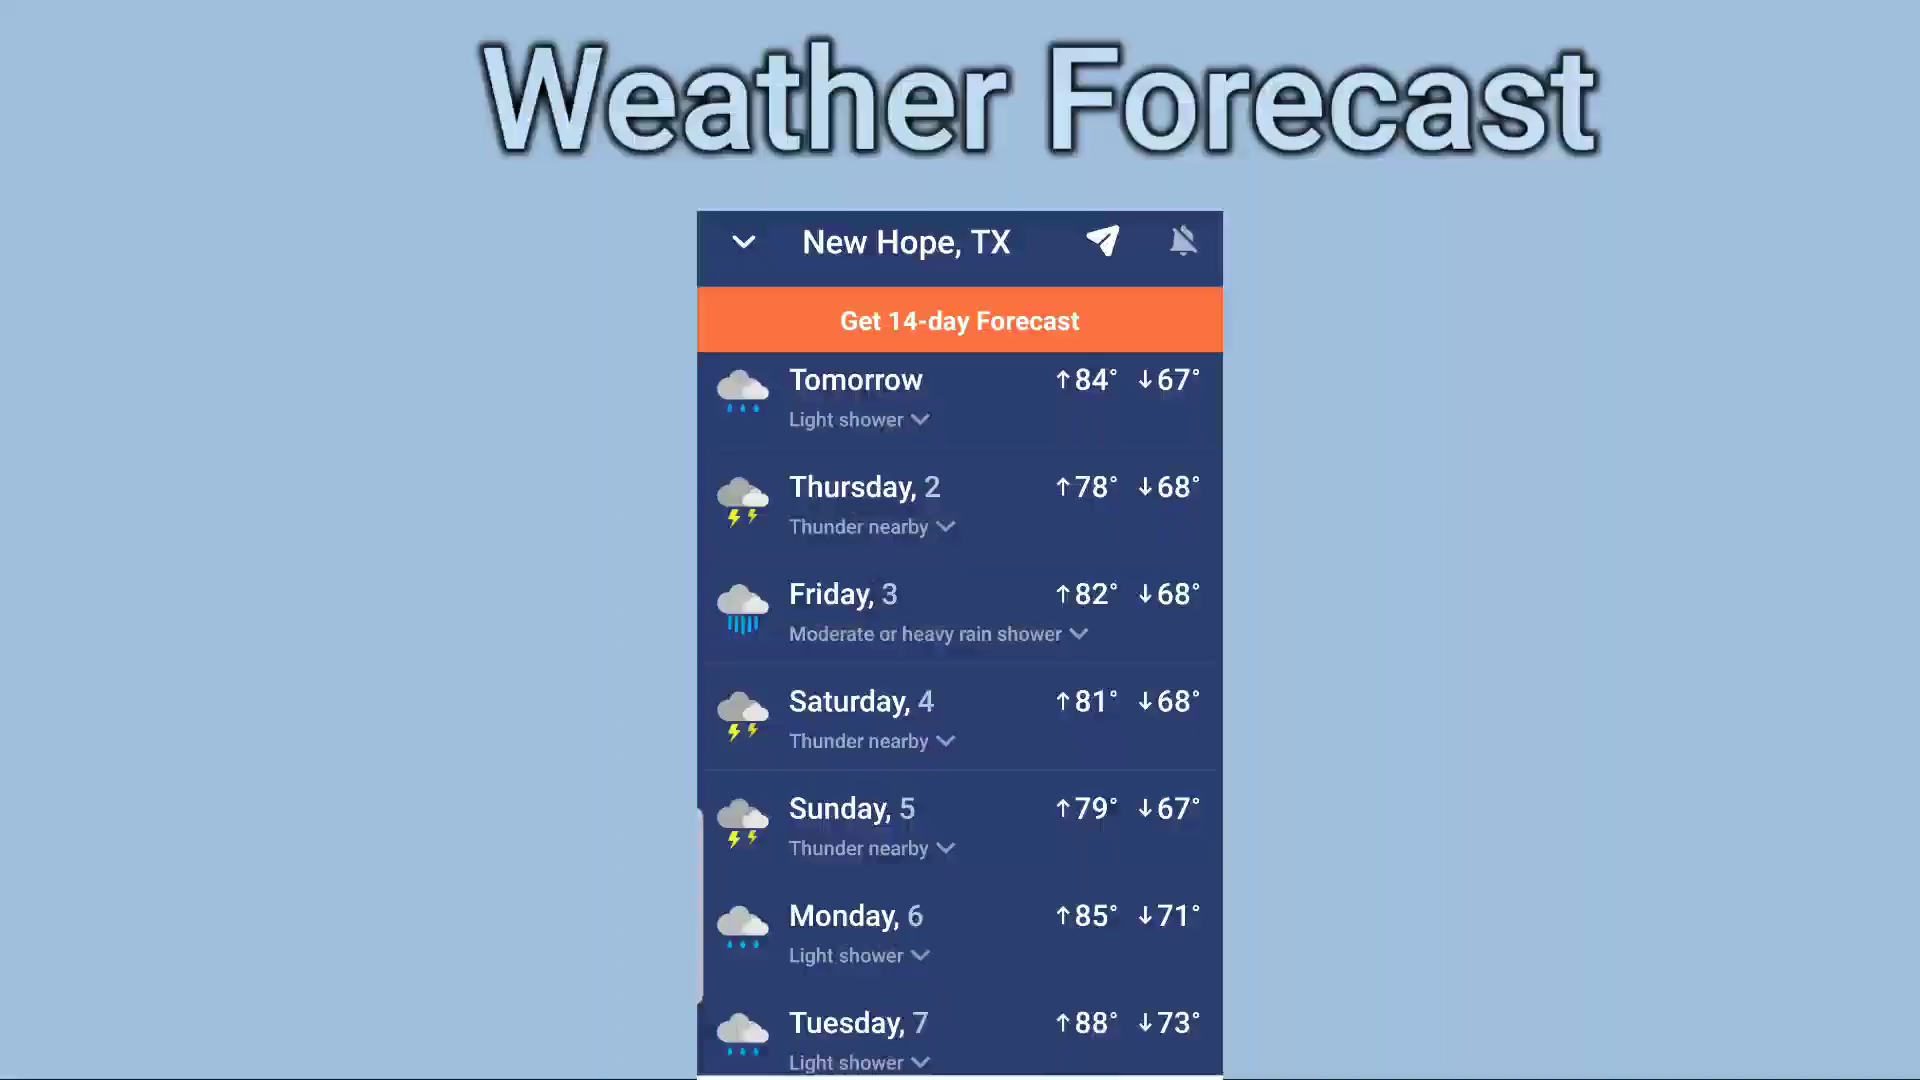 Weather Forecast
New Hope, TX
Get 14-day Forecast
Tomorrow ↑84° ↓67°
Light shower
Thursday, 2 ↑78° ↓68°
Thunder nearby
Friday, 3 ↑82° ↓68°
Moderate or heavy rain shower
Saturday, 4 ↑81° ↓68°
Thunder nearby
Sunday, 5 ↑79° ↓67°
Thunder nearby
Monday, 6 ↑85° ↓71°
Light shower
Tuesday, 7 ↑88° ↓73°
Light shower